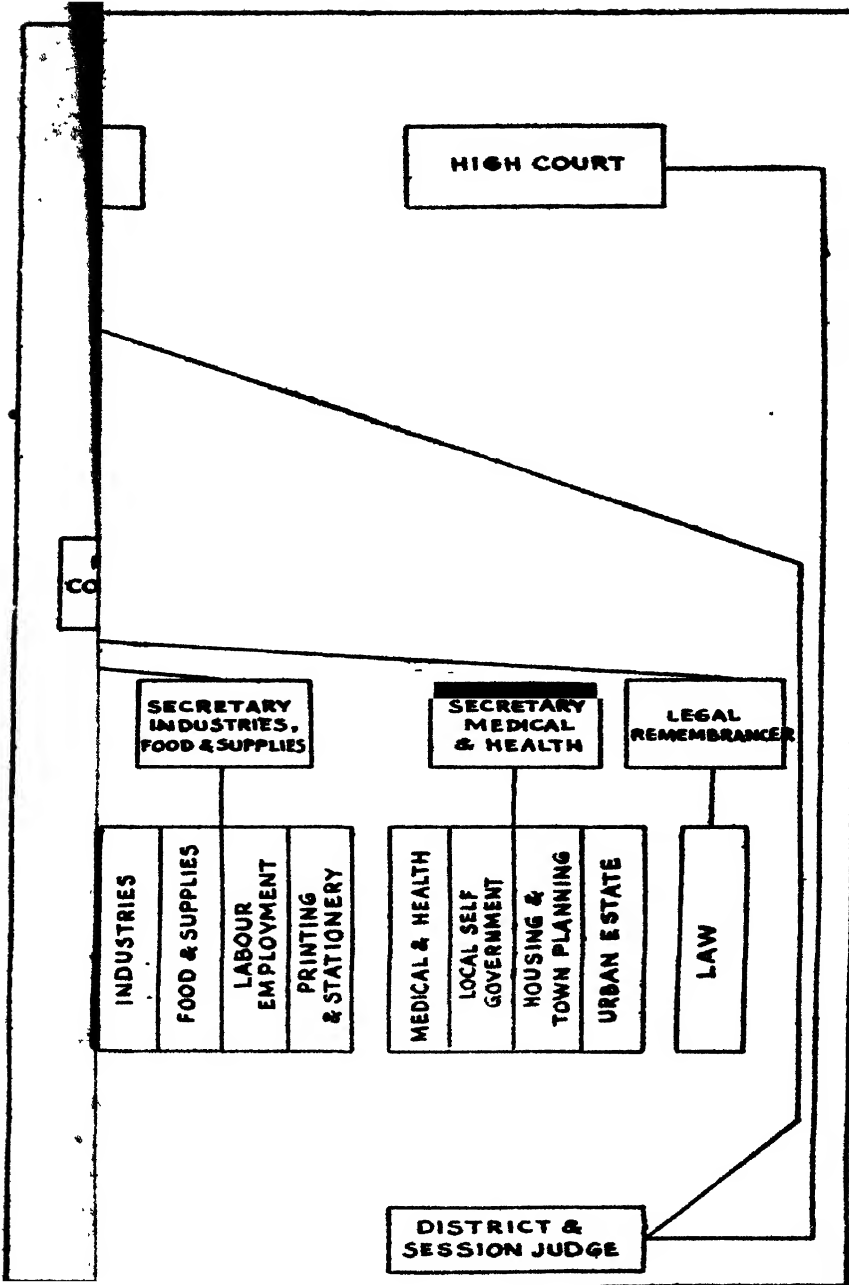 HIGH COURT
CO
SECRETARY
INDUSTRIES,
FOOD & SUPPLIES
SECRETARY
MEDICAL
& HEALTH
LEGAL
REMEMBRANCER
INDUSTRIES
FOOD & SUPPLIES
LABOUR
EMPLOYMENT
PRINTING
& STATIONERY
MEDICAL & HEALTH
LOCAL SELF
GOVERNMENT
HOUSING &
TOWN PLANNING
URBAN ESTATE
LAW
DISTRICT &
SESSION JUDGE